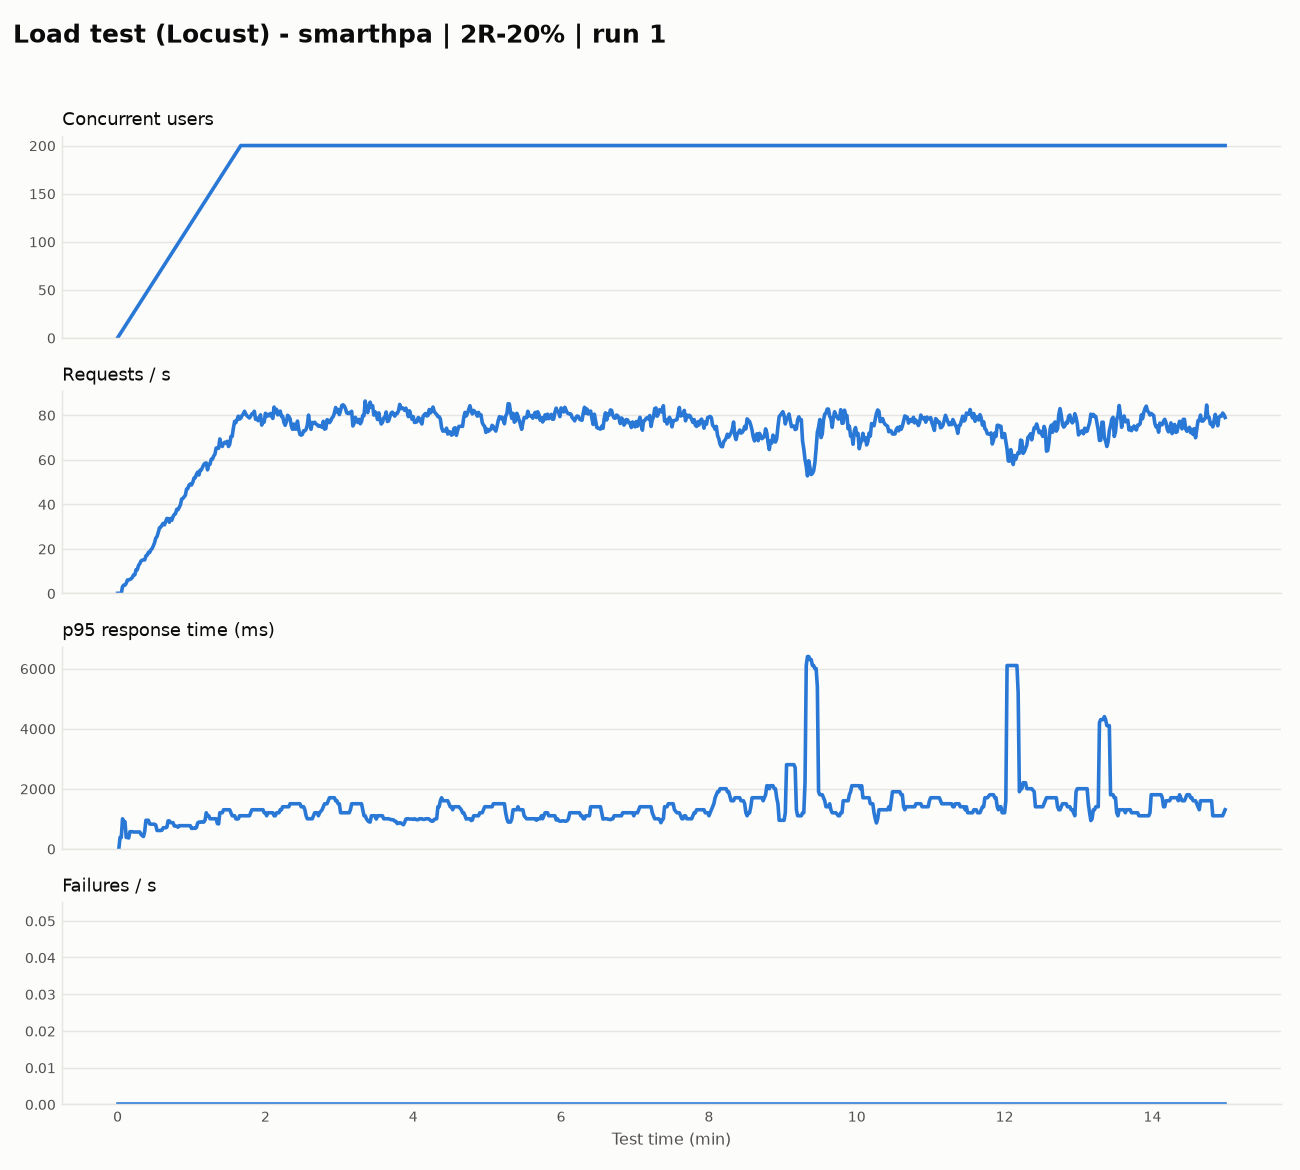 Load test (Locust) - smarthpa | 2R-20% | run 1
Concurrent users
200
150
100
50
0
Requests / s
80
60
40
20
0
p95 response time (ms)
6000
4000
2000
0
Failures / s
0.05
0.04
0.03
0.02
0.01
0.00
0 2 4 6 8 10 12 14
Test time (min)